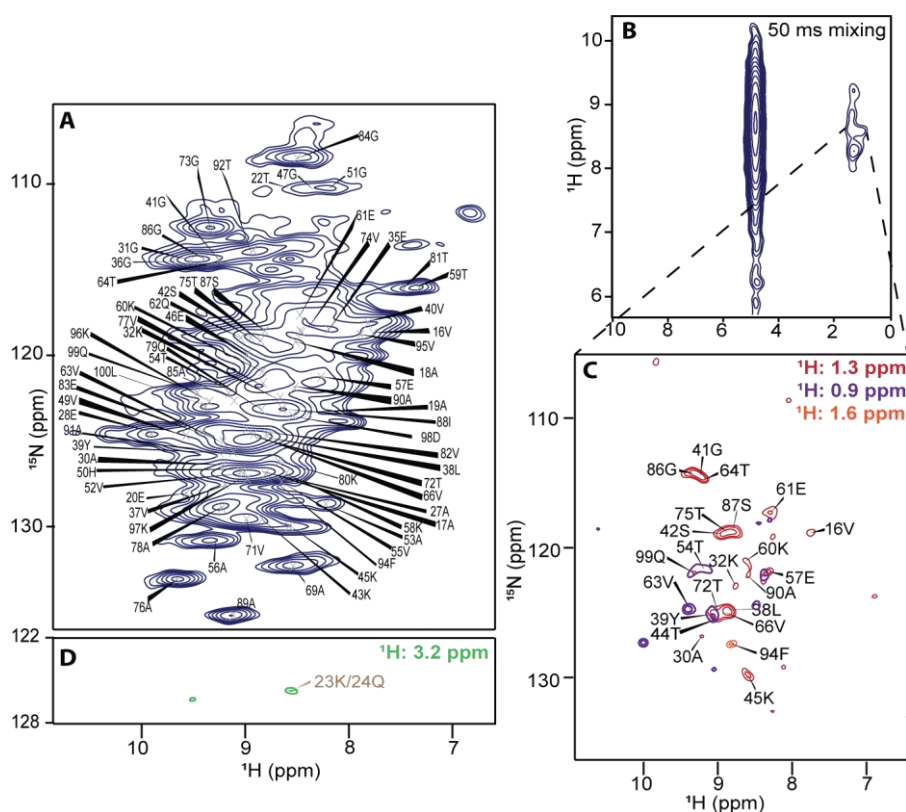 A
84G
73G
92T
22T
47G
51G
110
41G
86G
31G
36G
64T
61E
74V
35E
81T
59T
75T
87S
42S
62Q
60K
46E
77V
32K
40V
16V
95V
96K
79Q
54T
85A
18A
99Q
100L
120
63V
83E
49V
28E
91A
39Y
30A
50H
52V
57E
90A
19A
88I
98D
82V
38L
72T
66V
80K
27A
17A
20E
37V
97K
78A
58K
53A
55V
94F
45K
43K
130
71V
56A
69A
76A
89A
¹⁵N (ppm)
B
50 ms mixing
10
9
8
7
6
¹H (ppm)
10
8
6
4
2
0
C
¹H: 1.3 ppm
¹H: 0.9 ppm
¹H: 1.6 ppm
110
120
130
¹⁵N (ppm)
41G
86G
64T
61E
75T
87S
42S
16V
54T
99Q
32K
60K
63V
72T
57E
90A
39Y
38L
44T
66V
30A
94F
45K
10
9
8
7
¹H (ppm)
D
¹H: 3.2 ppm
23K/24Q
122
128
10
9
8
7
¹H (ppm)